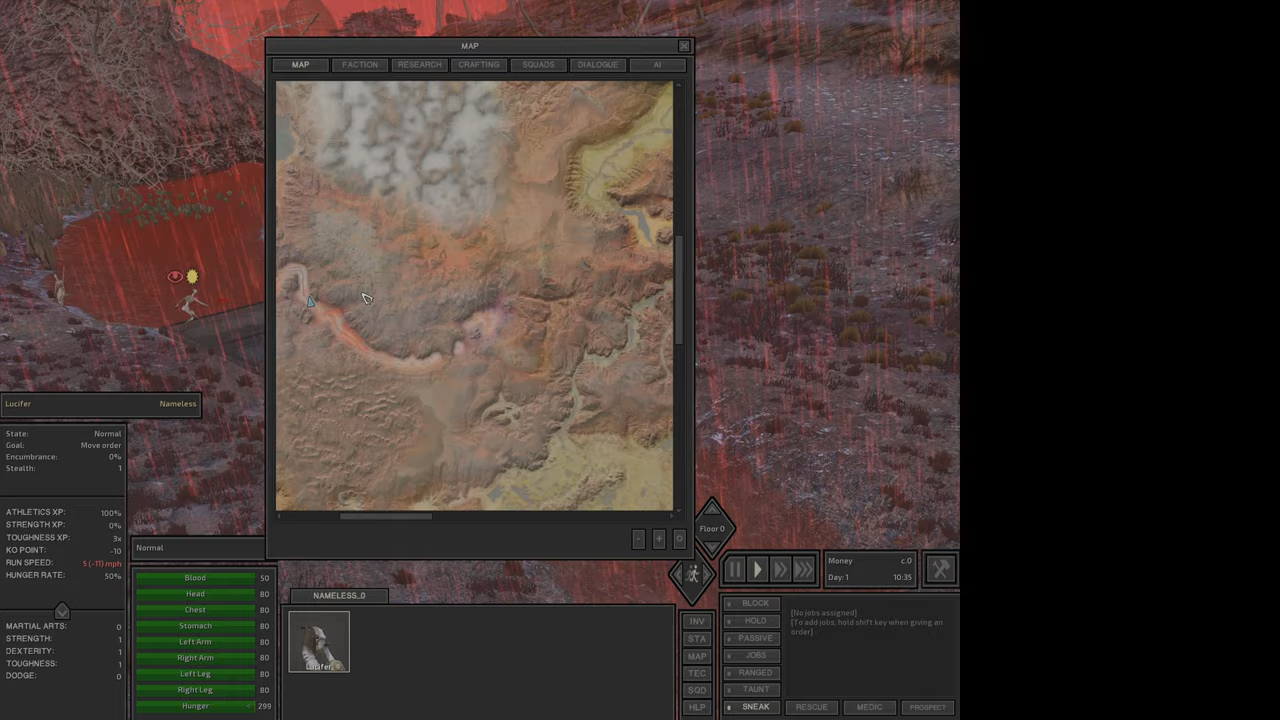 MAP
MAP FACTION RESEARCH CRAFTING SQUADS DIALOGUE AI
Lucifer Nameless
State: Normal
Goal: Move order
Encumbrance: 0%
Stealth: 1
ATHLETICS XP: 100%
STRENGTH XP: 0%
TOUGHNESS XP: 3x
KO POINT: -10
RUN SPEED: 5 (-11) mph
HUNGER RATE: 50%
MARTIAL ARTS: 0
STRENGTH: 1
DEXTERITY: 1
TOUGHNESS: 1
DODGE: 0
Normal
Blood 50
Head 80
Chest 80
Stomach 80
Left Arm 80
Right Arm 80
Left Leg 80
Right Leg 80
Hunger 299
NAMELESS_0
Lucifer
- + O
Floor 0
Money c.0
Day: 1 10:35
INV
STA
MAP
TEC
SQD
HLP
BLOCK
HOLD
PASSIVE
JOBS
RANGED
TAUNT
SNEAK
[No jobs assigned]
[To add jobs, hold shift key when giving an
order]
RESCUE MEDIC PROSPECT